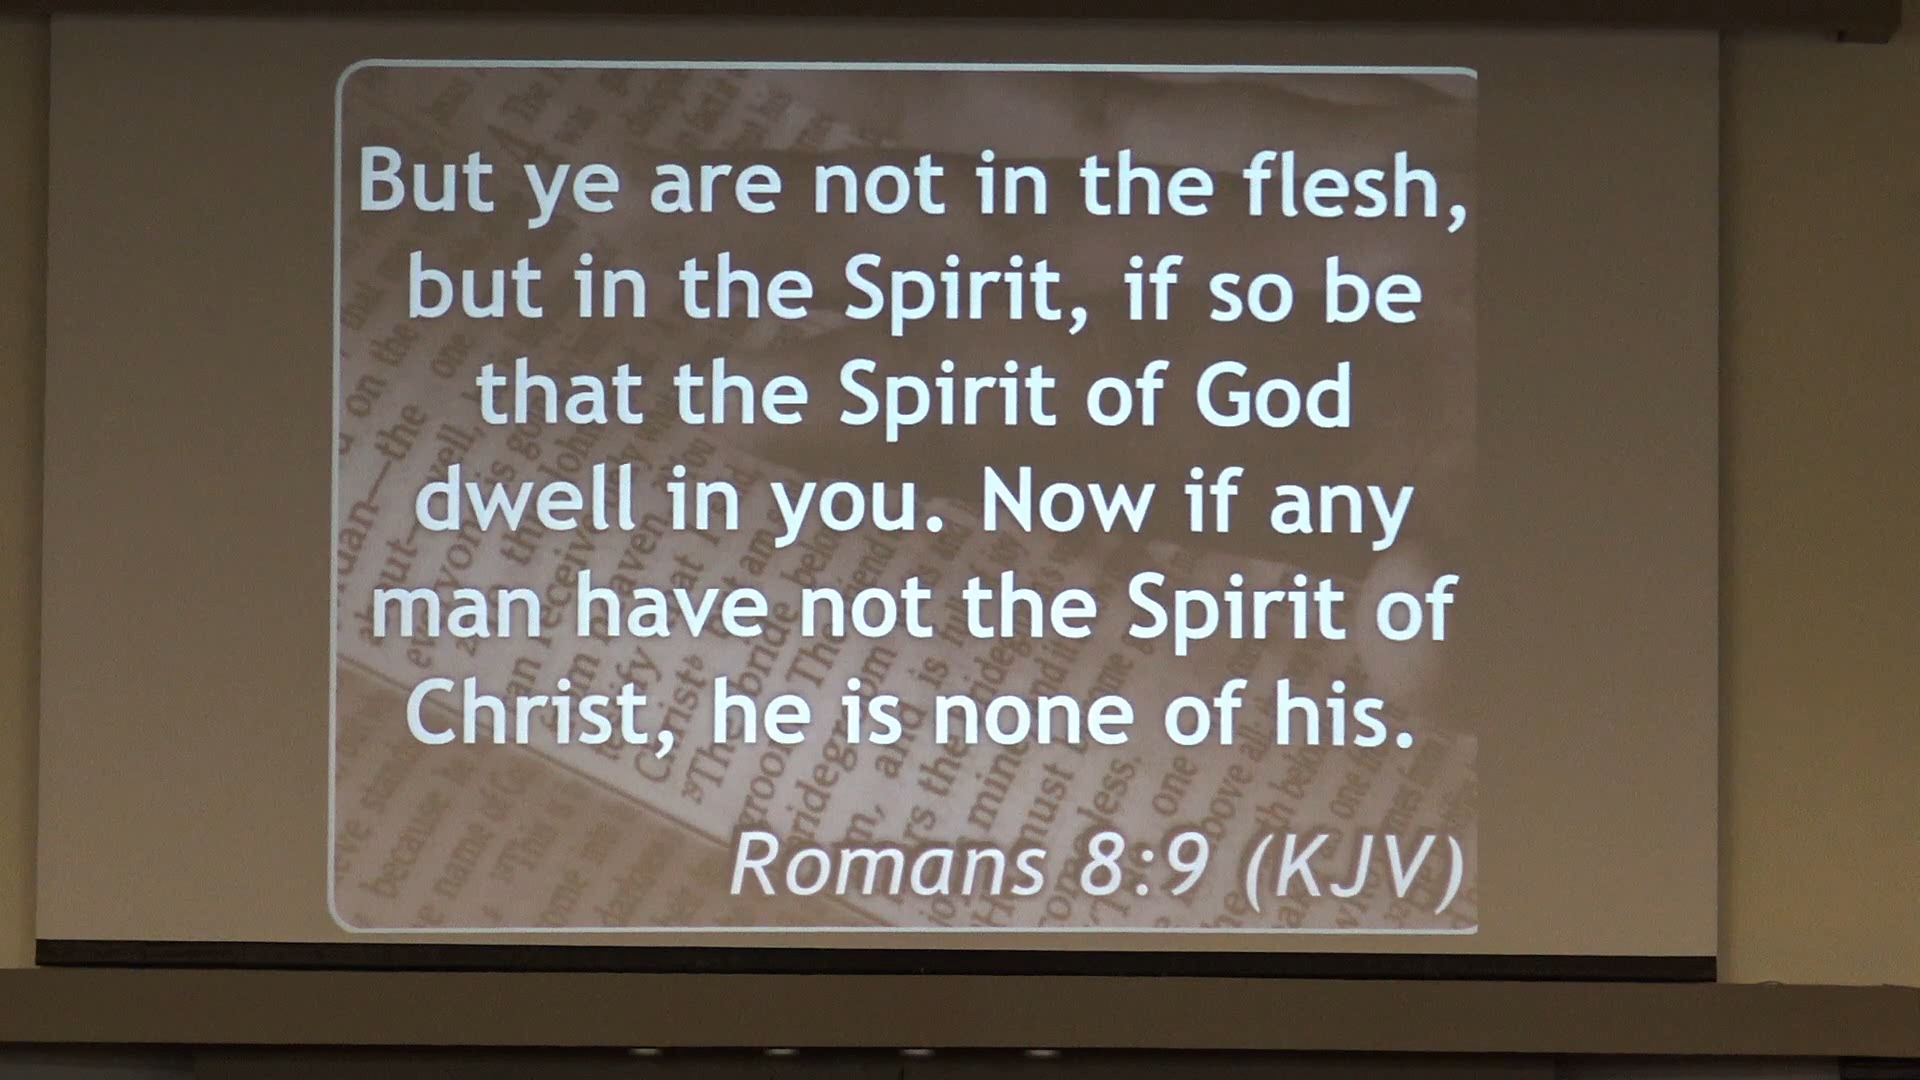 But ye are not in the flesh,
but in the Spirit, if so be
that the Spirit of God
dwell in you. Now if any
man have not the Spirit of
Christ, he is none of his.
Romans 8:9 (KJV)